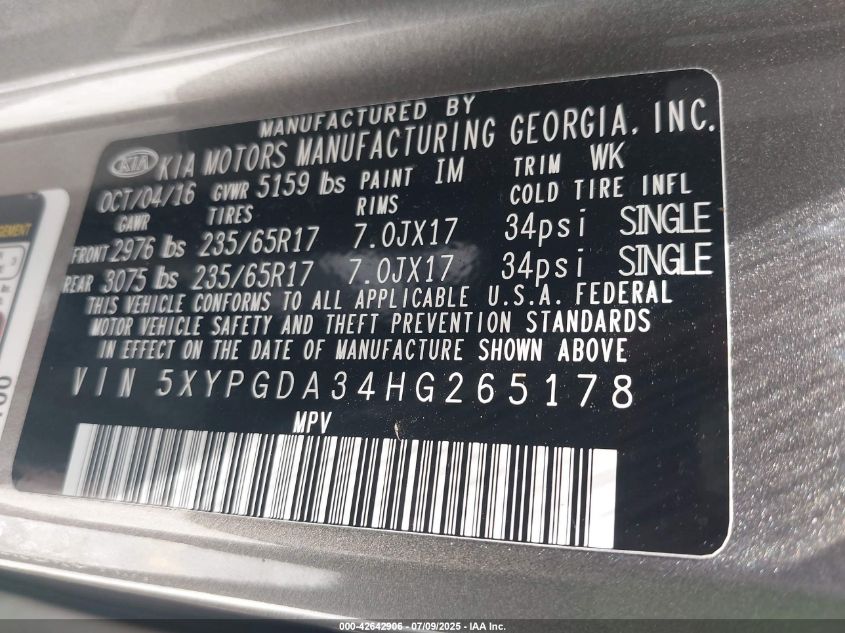 MANUFACTURED BY
KIA KIA MOTORS MANUFACTURING GEORGIA, INC.
OCT/04/16 GVWR 5159 lbs PAINT IM TRIM WK
GAWR TIRES RIMS COLD TIRE INFL
FRONT 2976 lbs 235/65R17 7.0JX17 34psi SINGLE
REAR 3075 lbs 235/65R17 7.0JX17 34psi SINGLE
THIS VEHICLE CONFORMS TO ALL APPLICABLE U.S.A. FEDERAL
MOTOR VEHICLE SAFETY AND THEFT PREVENTION STANDARDS
IN EFFECT ON THE DATE OF MANUFACTURE SHOWN ABOVE.
VIN 5XYPGDA34HG265178
MPV
000-42642906 - 07/09/2025 - IAA Inc.